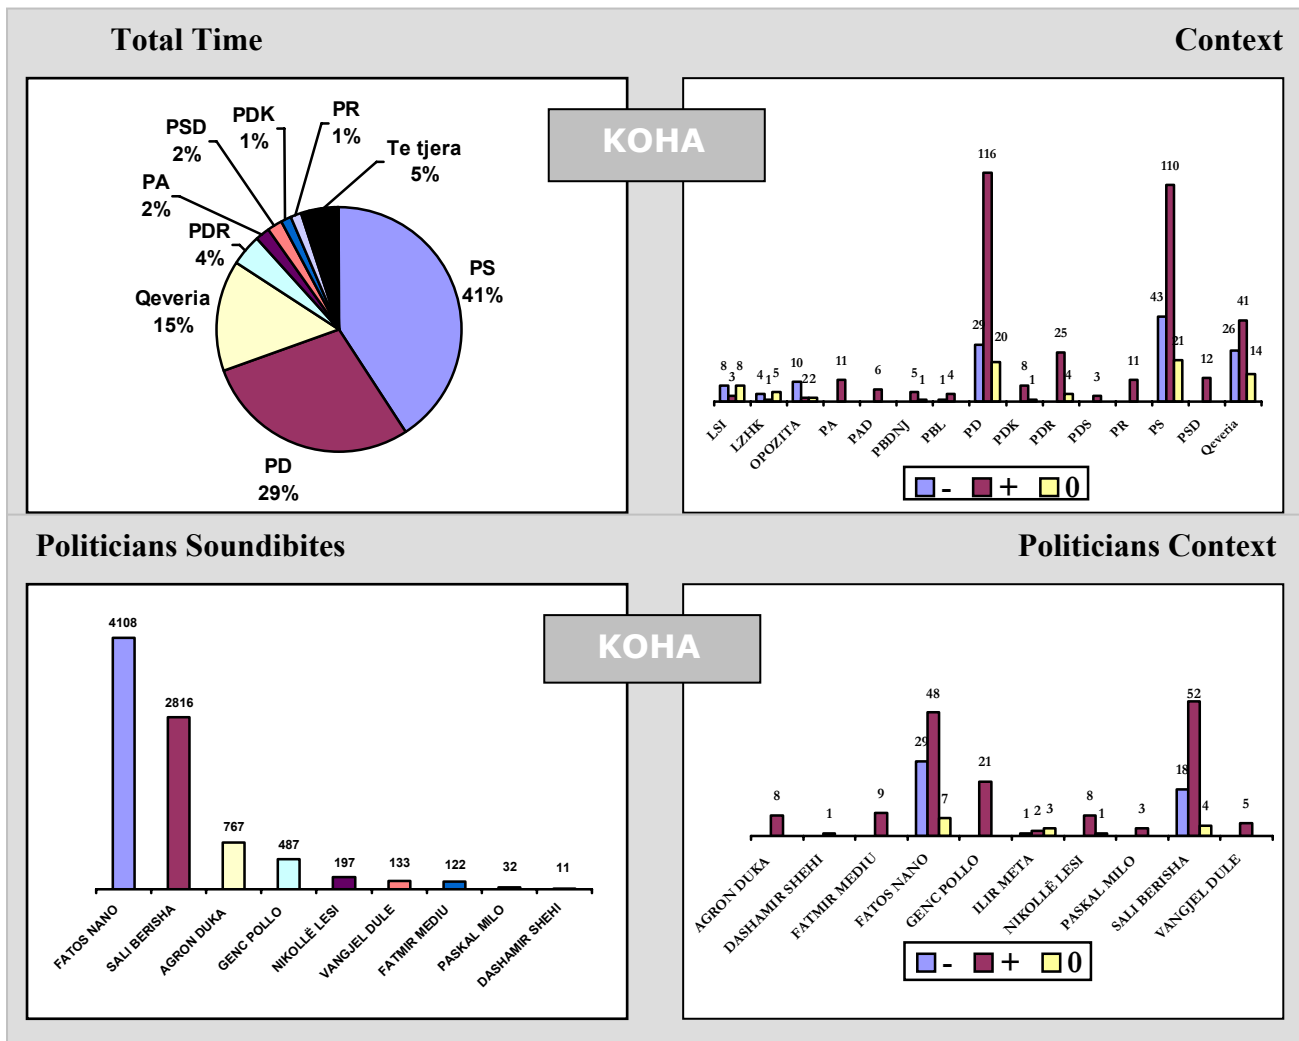 Total Time
Context
KOHA
PR
1%
PDK
1%
PSD
2%
Te tjera
5%
PA
2%
PDR
4%
Qeveria
15%
PS
41%
PD
29%
8 3 8 4 1 5 10 2 2 11 6 5 1 1 4 29 116 20 8 1 25 4 3 11 43 110 21 12 26 41 14
LSI LZHK OPOZITA PA PAD PBDNJ PBL PD PDK PDR PDS PR PS PSD Qeveria
- + 0
Politicians Soundibites
Politicians Context
KOHA
4108 2816 767 487 197 133 122 32 11
FATOS NANO SALI BERISHA AGRON DUKA GENC POLLO NIKOLLË LESI VANGJEL DULE FATMIR MEDIU PASKAL MILO DASHAMIR SHEHI
8 1 9 29 48 7 21 1 2 3 8 1 3 18 52 4 5
AGRON DUKA DASHAMIR SHEHI FATMIR MEDIU FATOS NANO GENC POLLO ILIR META NIKOLLË LESI PASKAL MILO SALI BERISHA VANGJEL DULE
- + 0